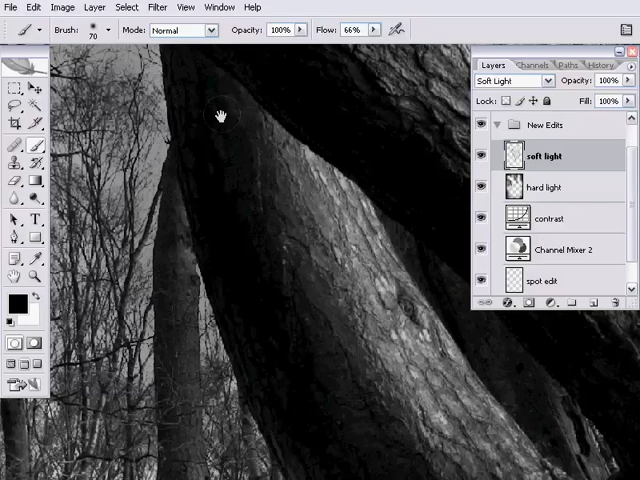 File Edit Image Layer Select Filter View Window Help
Brush: 70 Mode: Normal Opacity: 100% Flow: 66%
Layers Channels Paths History
Soft Light Opacity: 100%
Lock: Fill: 100%
New Edits
soft light
hard light
contrast
Channel Mixer 2
spot edit
T